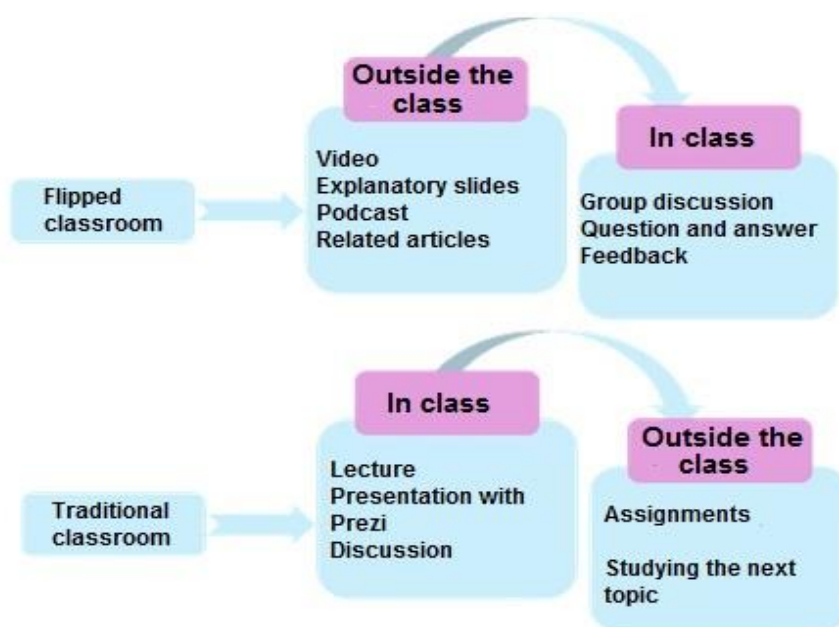 Outside the
class
In class
Flipped
classroom
Video
Explanatory slides
Podcast
Related articles
Group discussion
Question and answer
Feedback
In class
Outside the
class
Traditional
classroom
Lecture
Presentation with
Prezi
Discussion
Assignments
Studying the next
topic